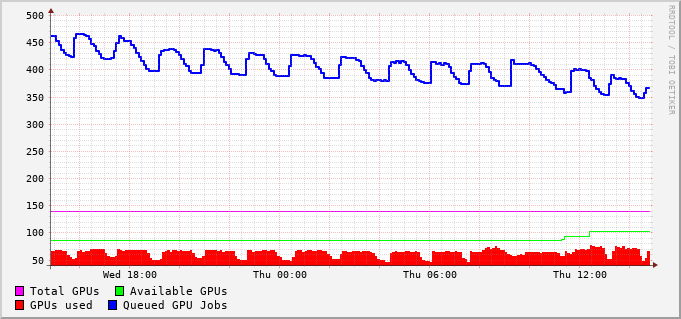 500
450
400
350
300
250
200
150
100
50
Wed 18:00 Thu 00:00 Thu 06:00 Thu 12:00
Total GPUs Available GPUs
GPUs used Queued GPU Jobs
RRDTOOL / TOBI OETIKER